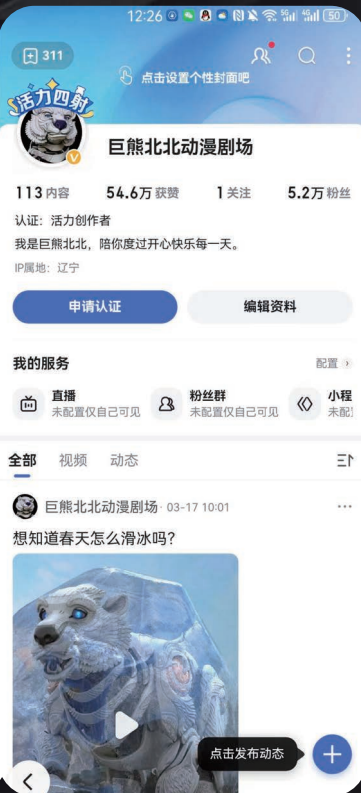 12:26
5G
4G
50
311
点击设置个性封面吧
活力四射
巨熊北北动漫剧场
113内容 54.6万获赞 1关注 5.2万粉丝
认证：活力创作者
我是巨熊北北，陪你度过开心快乐每一天。
IP属地：辽宁
申请认证 编辑资料
我的服务 配置
直播 粉丝群 小程
未配置仅自己可见 未配置仅自己可见 未配
全部 视频 动态
巨熊北北动漫剧场 · 03-17 10:01
想知道春天怎么滑冰吗?
点击发布动态